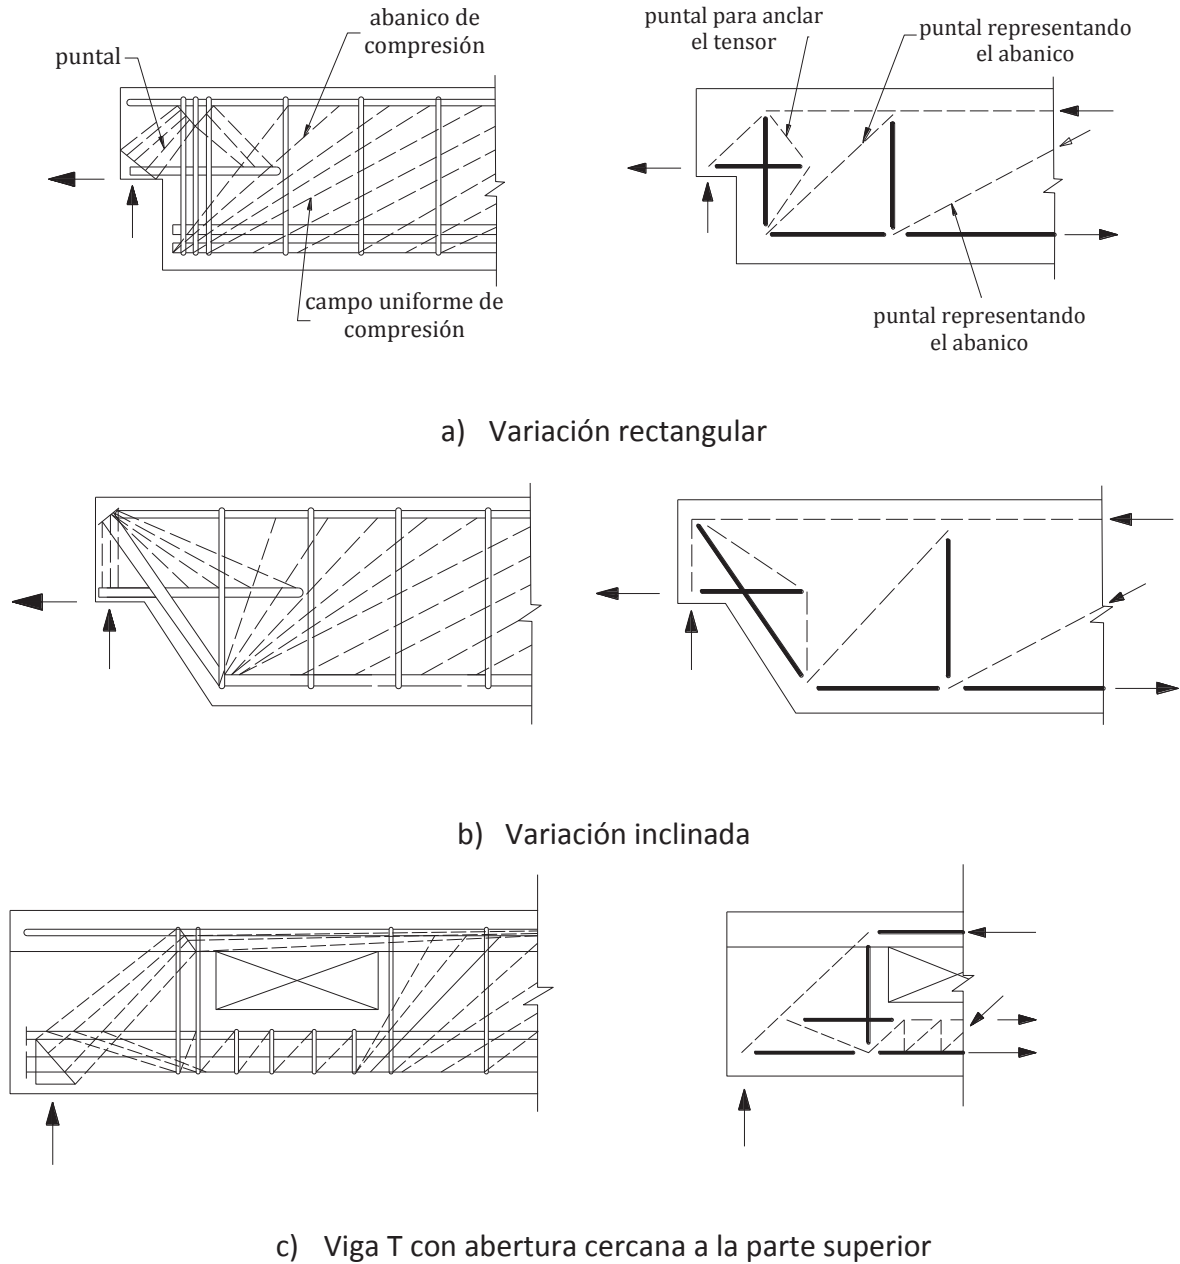 abanico de
compresión
puntal
puntal para anclar
el tensor
puntal representando
el abanico
campo uniforme de
compresión
puntal representando
el abanico
a) Variación rectangular
b) Variación inclinada
c) Viga T con abertura cercana a la parte superior